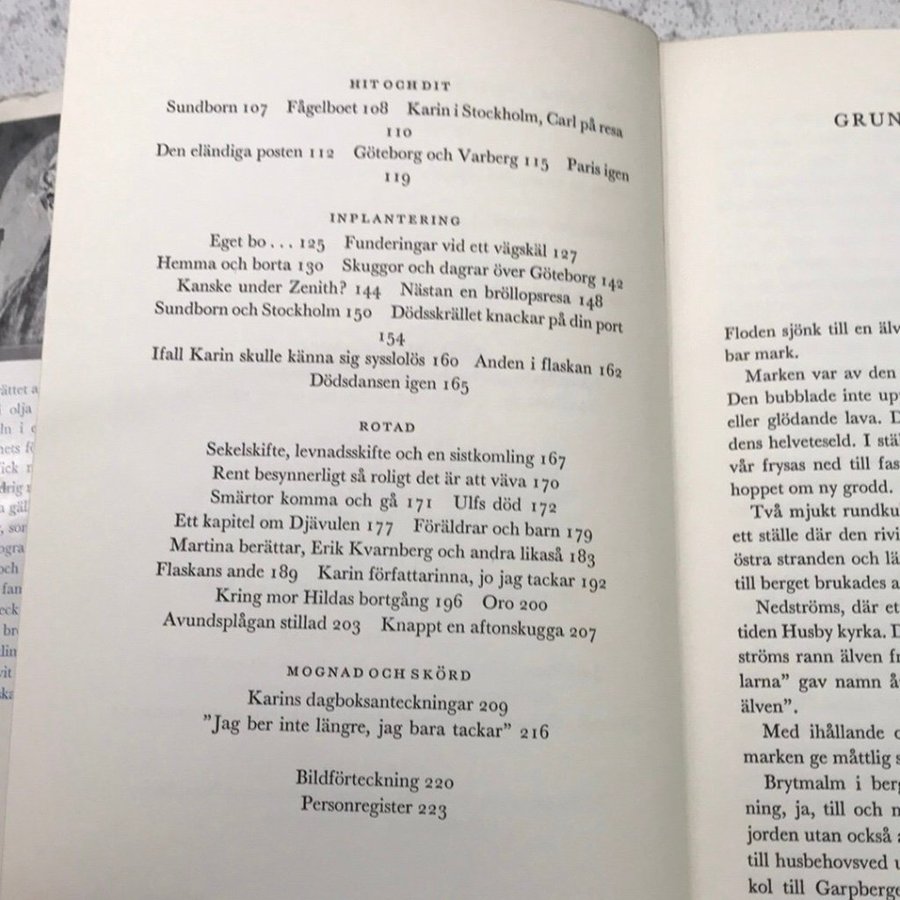 HIT OCH DIT
Sundborn 107 Fågelboet 108 Karin i Stockholm, Carl på resa
110
Den eländiga posten 112 Göteborg och Varberg 115 Paris igen
119
INPLANTERING
Eget bo . . . 125 Funderingar vid ett vägskäl 127
Hemma och borta 130 Skuggor och dagrar över Göteborg 142
Kanske under Zenith? 144 Nästan en bröllopsresa 148
Sundborn och Stockholm 150 Dödsskrället knackar på din port
154
Ifall Karin skulle känna sig sysslolös 160 Anden i flaskan 162
Dödsdansen igen 165
ROTAD
Sekelskifte, levnadsskifte och en sistkomling 167
Rent besynnerligt så roligt det är att väva 170
Smärtor komma och gå 171 Ulfs död 172
Ett kapitel om Djävulen 177 Föräldrar och barn 179
Martina berättar, Erik Kvarnberg och andra likaså 183
Flaskans ande 189 Karin författarinna, jo jag tackar 192
Kring mor Hildas bortgång 196 Oro 200
Avundsplågan stillad 203 Knappt en aftonskugga 207
MOGNAD OCH SKÖRD
Karins dagboksanteckningar 209
”Jag ber inte längre, jag bara tackar” 216
Bildförteckning 220
Personregister 223
GRUN
Floden sjönk till en älv
bar mark.
Marken var av den
Den bubblade inte up
eller glödande lava. D
dens helveteseld. I stä
vår frysas ned till fas
hoppet om ny grodd.
Två mjukt rundku
ett ställe där den rivi
östra stranden och lä
till berget brukades a
Nedströms, där et
tiden Husby kyrka. D
ströms rann älven fr
larna” gav namn å
älven”.
Med ihållande
marken ge måttlig s
Brytmalm i berg
ning, ja, till och m
jorden utan också
till husbehovsved u
kol till Garpberge